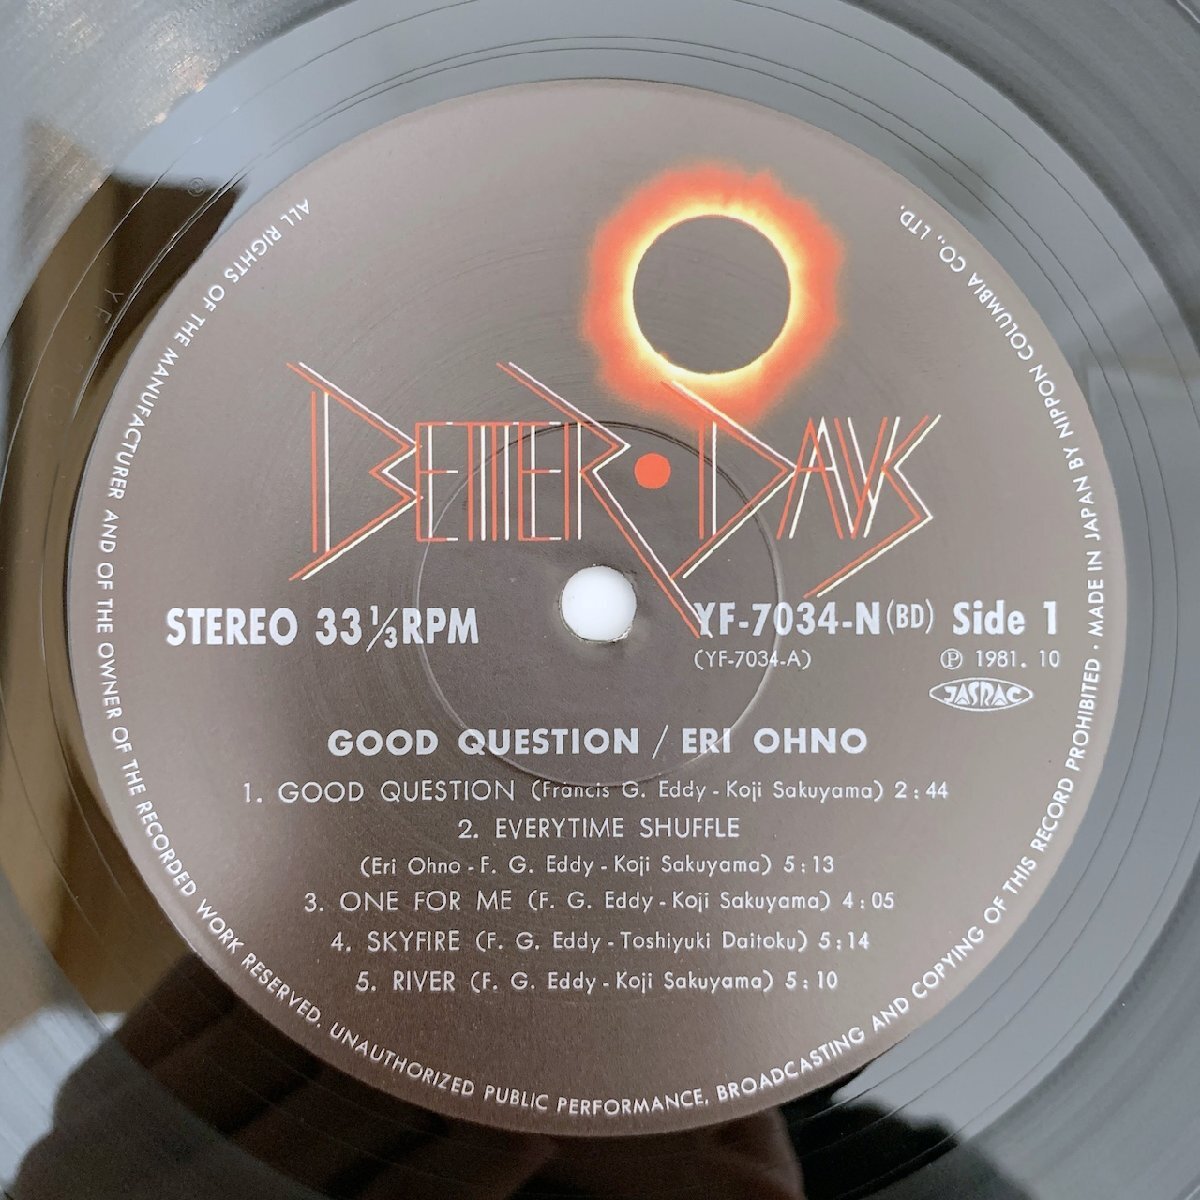 BETTER • DAYS
STEREO 33 1/3 RPM
YF-7034-N (BD) Side 1
(YF-7034-A)
Ⓟ 1981. 10
JASRAC
GOOD QUESTION / ERI OHNO
1. GOOD QUESTION (Francis G. Eddy - Koji Sakuyama) 2:44
2. EVERYTIME SHUFFLE
(Eri Ohno - F. G. Eddy - Koji Sakuyama) 5:13
3. ONE FOR ME (F. G. Eddy - Koji Sakuyama) 4:05
4. SKYFIRE (F. G. Eddy - Toshiyuki Daitoku) 5:14
5. RIVER (F. G. Eddy - Koji Sakuyama) 5:10
ALL RIGHTS OF THE MANUFACTURER AND OF THE OWNER OF THE RECORDED WORK RESERVED. UNAUTHORIZED PUBLIC PERFORMANCE. BROADCASTING AND COPYING OF THIS RECORD PROHIBITED · MADE IN JAPAN BY NIPPON COLUMBIA CO., LTD.